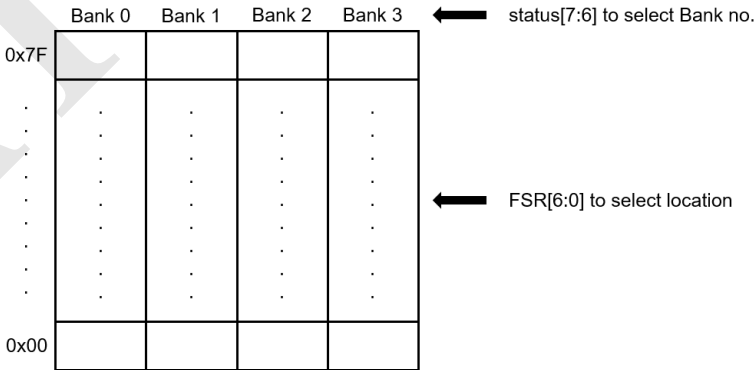 Bank 0 Bank 1 Bank 2 Bank 3 status[7:6] to select Bank no.
0x7F
FSR[6:0] to select location
0x00